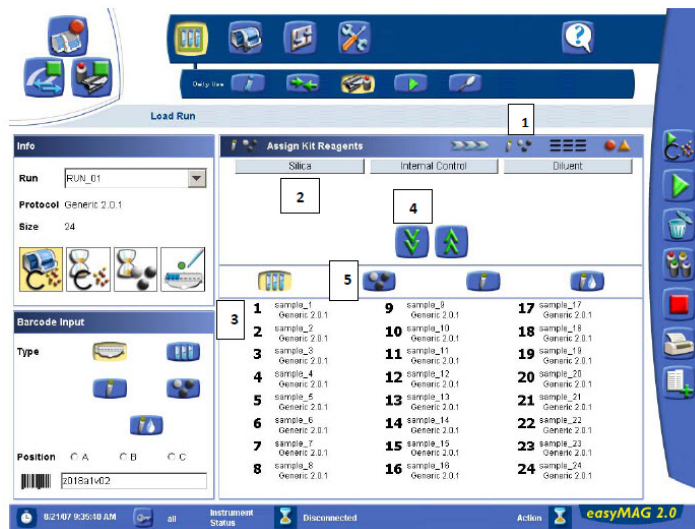 Daily Use
Load Run
1
Info
Run RUN_01
Protocol Generic 2.0.1
Size 24
Barcode Input
Type
Position A B C
z018a1v02
Assign Kit Reagents
Silica Internal Control Diluent
2
4
5
3
1 sample_1 9 sample_9 17 sample_17
Generic 2.0.1 Generic 2.0.1 Generic 2.0.1
2 sample_2 10 sample_10 18 sample_18
Generic 2.0.1 Generic 2.0.1 Generic 2.0.1
3 sample_3 11 sample_11 19 sample_19
Generic 2.0.1 Generic 2.0.1 Generic 2.0.1
4 sample_4 12 sample_12 20 sample_20
Generic 2.0.1 Generic 2.0.1 Generic 2.0.1
5 sample_5 13 sample_13 21 sample_21
Generic 2.0.1 Generic 2.0.1 Generic 2.0.1
6 sample_6 14 sample_14 22 sample_22
Generic 2.0.1 Generic 2.0.1 Generic 2.0.1
7 sample_7 15 sample_15 23 sample_23
Generic 2.0.1 Generic 2.0.1 Generic 2.0.1
8 sample_8 16 sample_16 24 sample_24
Generic 2.0.1 Generic 2.0.1 Generic 2.0.1
8/21/07 9:35:40 AM all Instrument Status Disconnected Action easyMAG 2.0